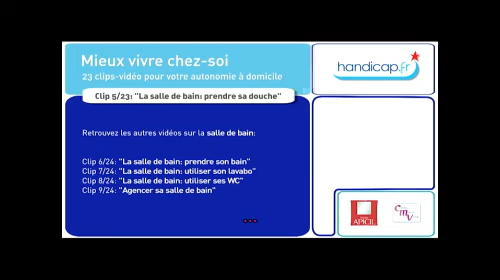 Mieux vivre chez-soi
23 clips-vidéo pour votre autonomie à domicile
Clip 5/23: "La salle de bain: prendre sa douche"
handicap.fr
Retrouvez les autres vidéos sur la salle de bain:
Clip 6/24: "La salle de bain: prendre son bain"
Clip 7/24: "La salle de bain: utiliser son lavabo"
Clip 8/24: "La salle de bain: utiliser ses WC"
Clip 9/24: "Agencer sa salle de bain"
APICIL
cmv